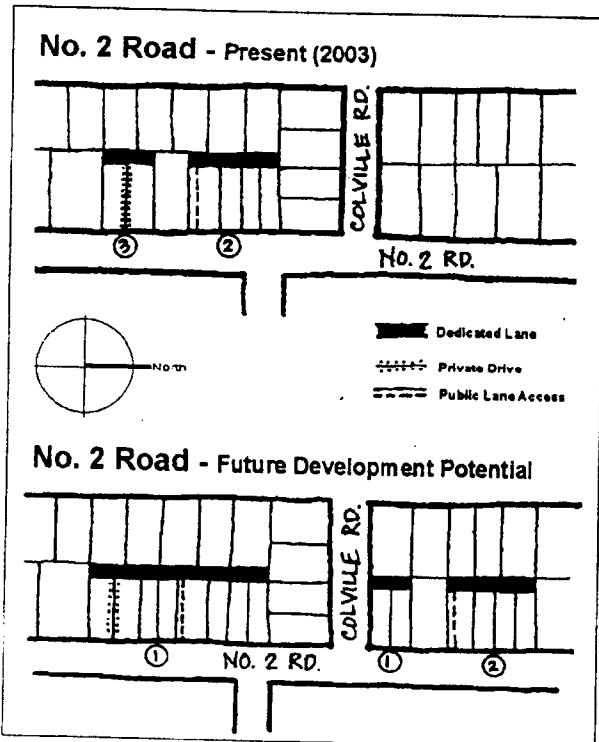 No. 2 Road - Present (2003)
COLVILLE RD.
③ ②
NO. 2 RD.
North
Dedicated Lane
Private Drive
Public Lane Access
No. 2 Road - Future Development Potential
COLVILLE RD.
① NO. 2 RD. ① ②